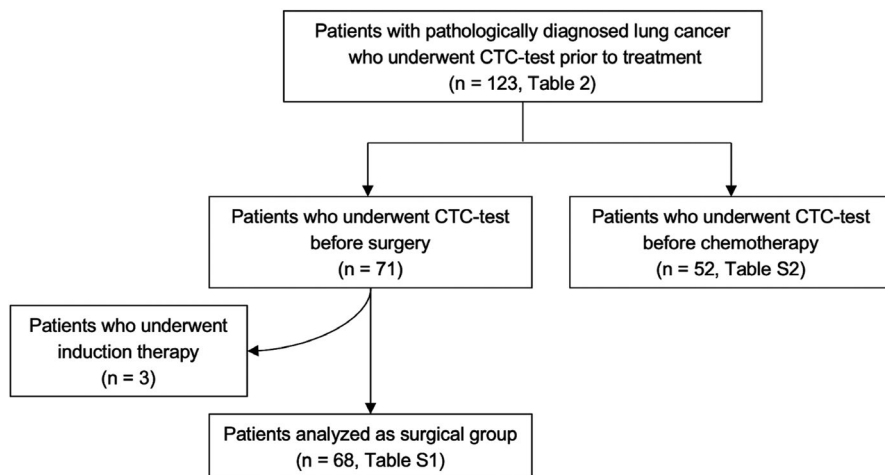 Patients with pathologically diagnosed lung cancer
who underwent CTC-test prior to treatment
(n = 123, Table 2)
Patients who underwent CTC-test
before surgery
(n = 71)
Patients who underwent CTC-test
before chemotherapy
(n = 52, Table S2)
Patients who underwent
induction therapy
(n = 3)
Patients analyzed as surgical group
(n = 68, Table S1)